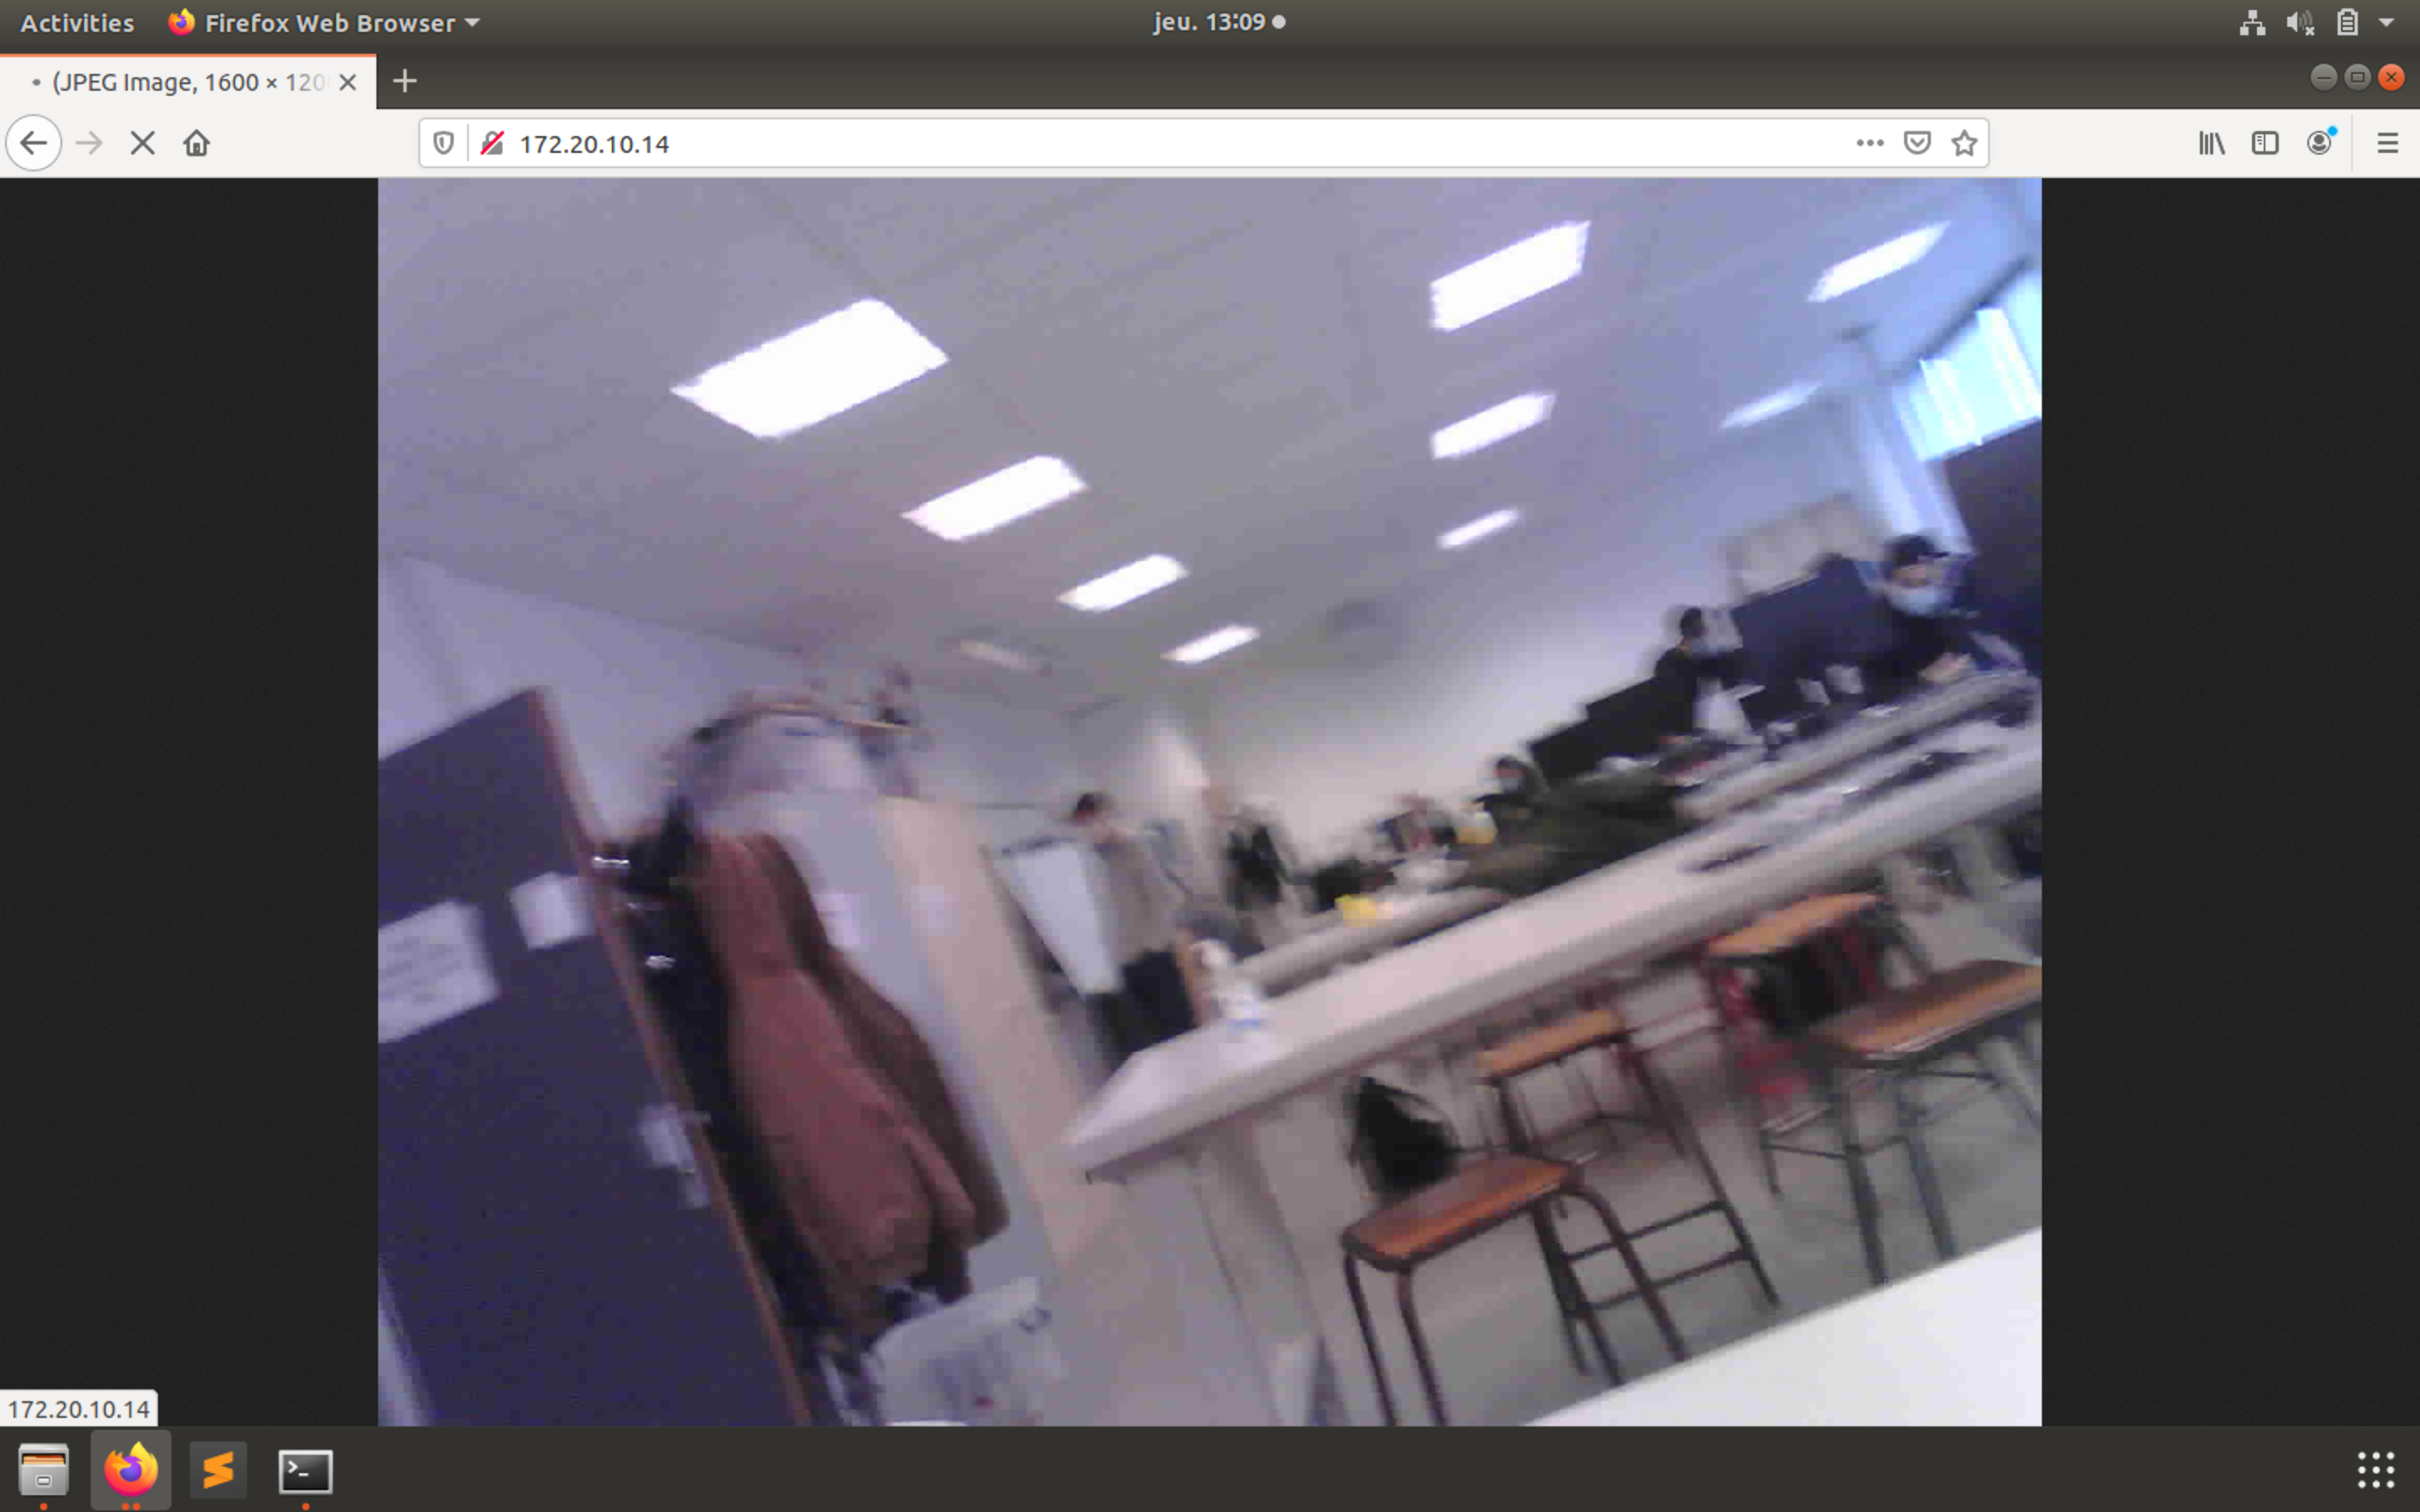 Activities Firefox Web Browser jeu. 13:09
(JPEG Image, 1600 × 120
172.20.10.14
172.20.10.14